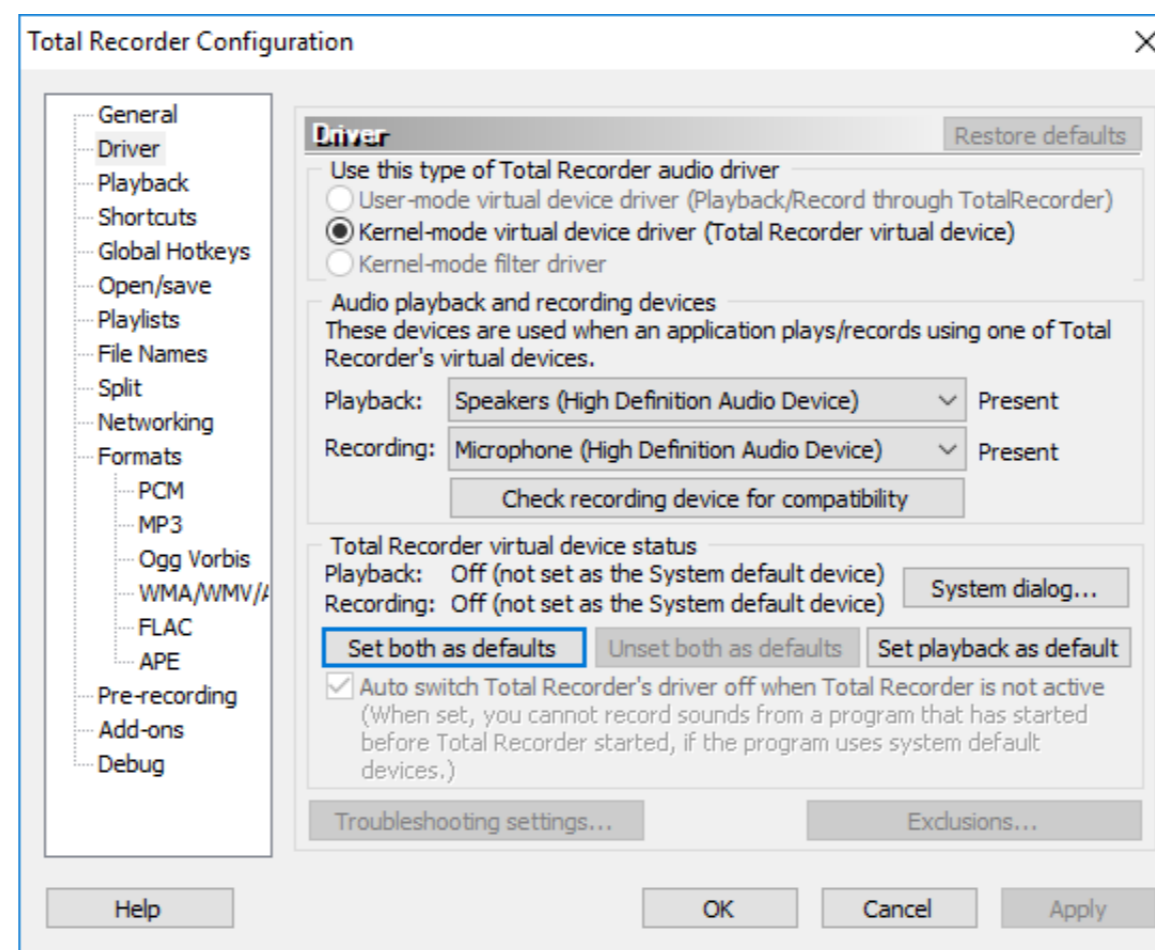 Total Recorder Configuration
General
Driver
Playback
Shortcuts
Global Hotkeys
Open/save
Playlists
File Names
Split
Networking
Formats
PCM
MP3
Ogg Vorbis
WMA/WMV/
FLAC
APE
Pre-recording
Add-ons
Debug
Driver
Restore defaults
Use this type of Total Recorder audio driver
User-mode virtual device driver (Playback/Record through TotalRecorder)
Kernel-mode virtual device driver (Total Recorder virtual device)
Kernel-mode filter driver
Audio playback and recording devices
These devices are used when an application plays/records using one of Total
Recorder's virtual devices.
Playback: Speakers (High Definition Audio Device) Present
Recording: Microphone (High Definition Audio Device) Present
Check recording device for compatibility
Total Recorder virtual device status
Playback: Off (not set as the System default device)
Recording: Off (not set as the System default device)
System dialog...
Set both as defaults Unset both as defaults Set playback as default
Auto switch Total Recorder's driver off when Total Recorder is not active
(When set, you cannot record sounds from a program that has started
before Total Recorder started, if the program uses system default
devices.)
Troubleshooting settings... Exclusions...
Help OK Cancel Apply